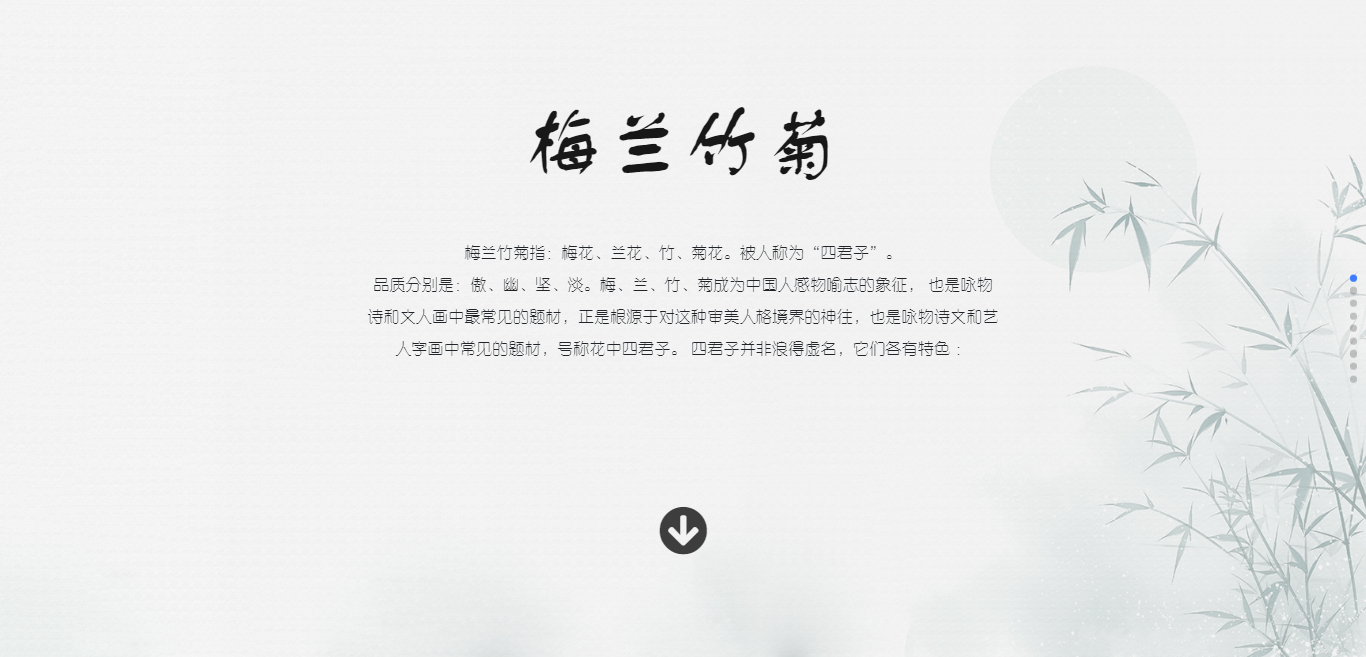 梅兰竹菊
梅兰竹菊指：梅花、兰花、竹、菊花。被人称为“四君子”。
品质分别是：傲、幽、坚、淡。梅、兰、竹、菊成为中国人感物喻志的象征， 也是咏物
诗和文人画中最常见的题材，正是根源于对这种审美人格境界的神往，也是咏物诗文和艺
人字画中常见的题材，号称花中四君子。 四君子并非浪得虚名，它们各有特色：